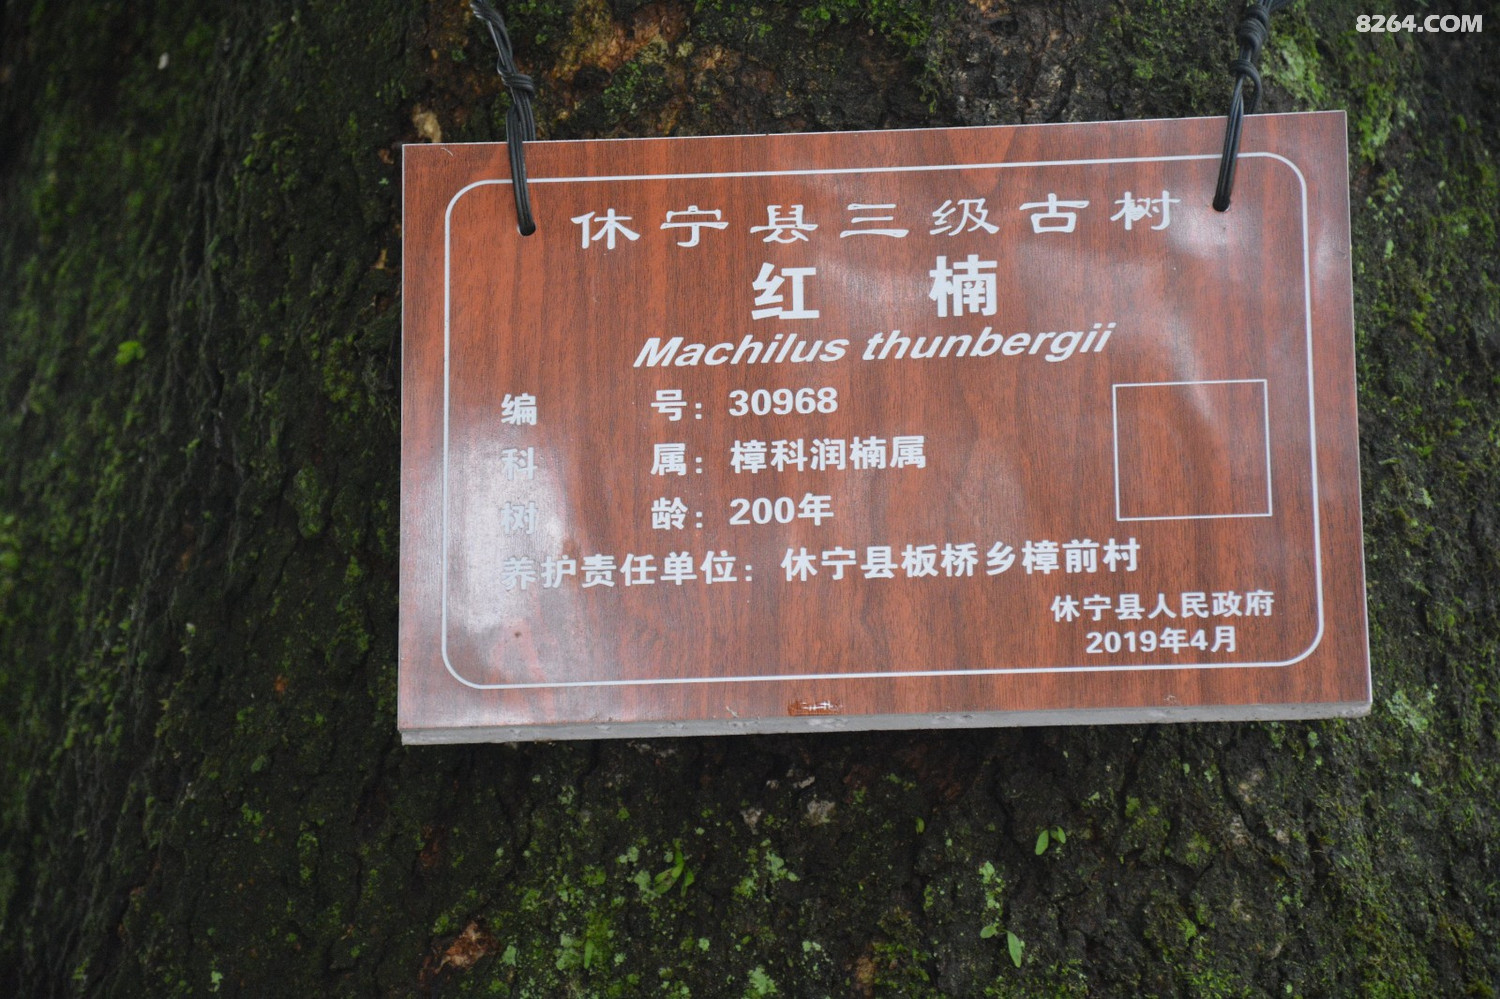 8264.COM
休宁县三级古树
红楠
Machilus thunbergii
编号：30968
科属：樟科润楠属
树龄：200年
养护责任单位：休宁县板桥乡樟前村
休宁县人民政府
2019年4月